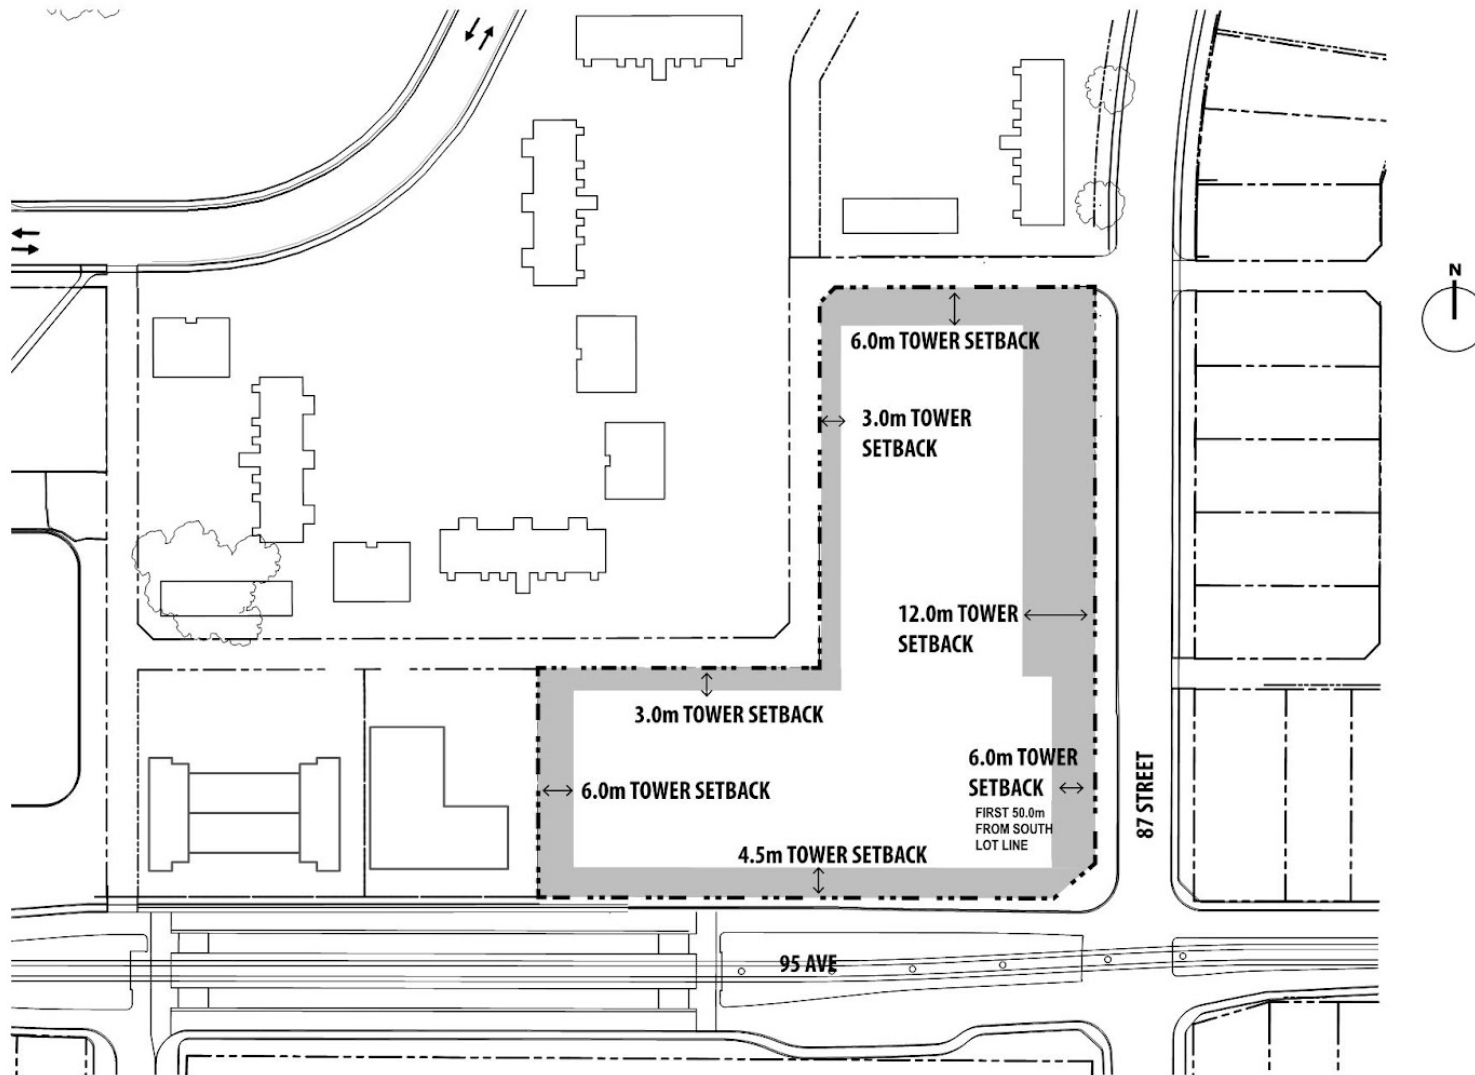 N
6.0m TOWER SETBACK
3.0m TOWER
SETBACK
12.0m TOWER
SETBACK
3.0m TOWER SETBACK
6.0m TOWER
SETBACK
FIRST 50.0m
FROM SOUTH
LOT LINE
87 STREET
6.0m TOWER SETBACK
4.5m TOWER SETBACK
95 AVE